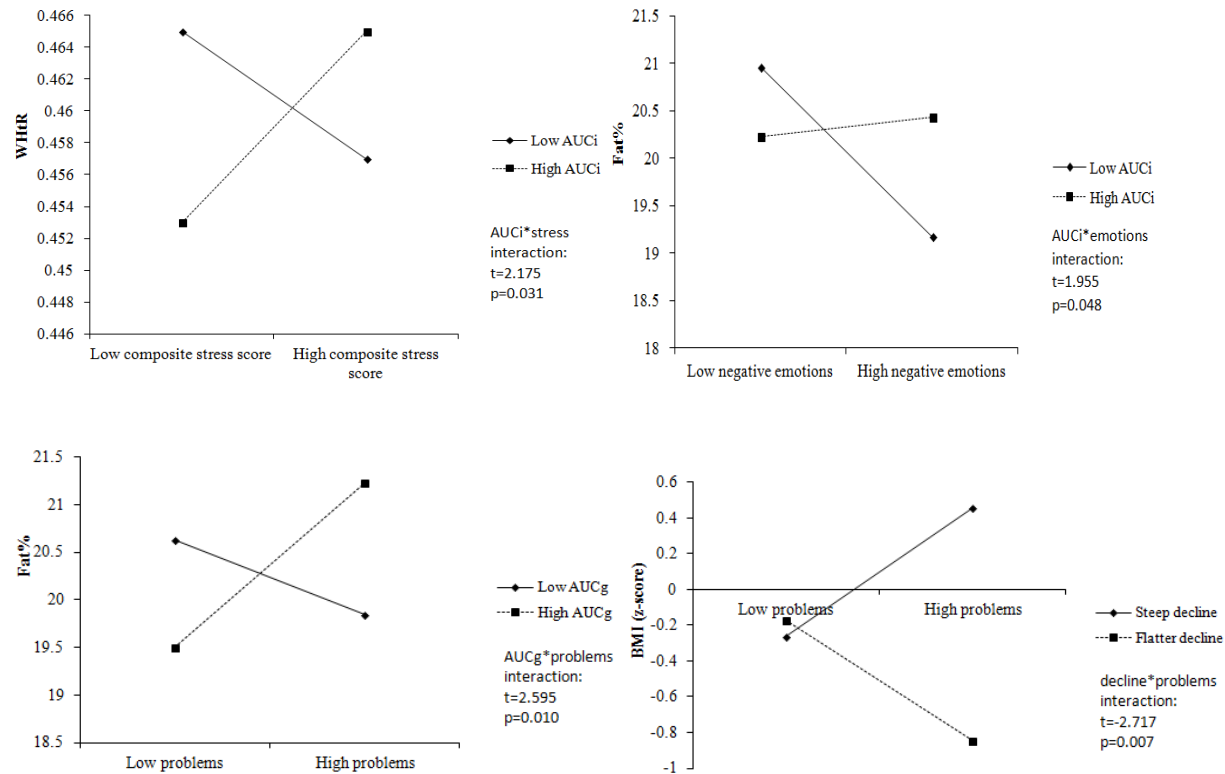 0.466
0.464
0.462
0.46
0.458
0.456
0.454
0.452
0.45
0.448
0.446
WHtR
Low composite stress score
High composite stress
score
Low AUCi
High AUCi
AUCi*stress
interaction:
t=2.175
p=0.031
21.5
21
20.5
20
19.5
19
18.5
18
Fat%
Low negative emotions
High negative emotions
Low AUCi
High AUCi
AUCi*emotions
interaction:
t=1.955
p=0.048
21.5
21
20.5
20
19.5
19
18.5
Fat%
Low problems
High problems
Low AUCg
High AUCg
AUCg*problems
interaction:
t=2.595
p=0.010
0.6
0.4
0.2
0
-0.2
-0.4
-0.6
-0.8
-1
BMI (z-score)
Low problems
High problems
Steep decline
Flatter decline
decline*problems
interaction:
t=-2.717
p=0.007